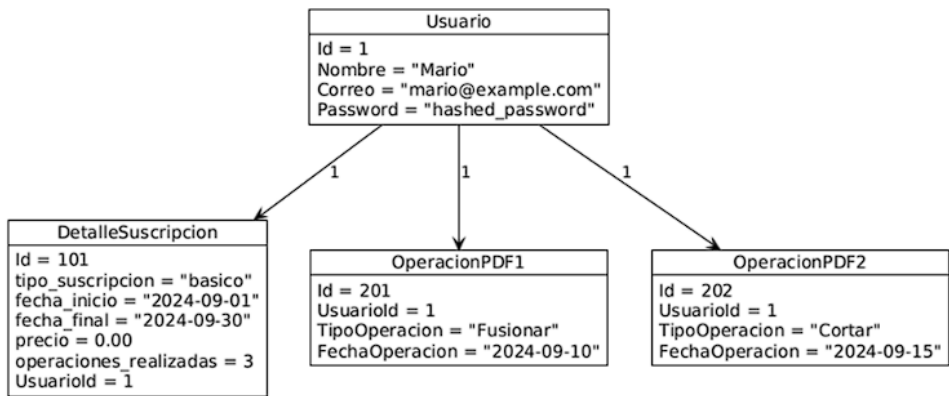 Usuario
Id = 1
Nombre = "Mario"
Correo = "mario@example.com"
Password = "hashed_password"
1
1
1
DetalleSuscripcion
Id = 101
tipo_suscripcion = "basico"
fecha_inicio = "2024-09-01"
fecha_final = "2024-09-30"
precio = 0.00
operaciones_realizadas = 3
UsuarioId = 1
OperacionPDF1
Id = 201
UsuarioId = 1
TipoOperacion = "Fusionar"
FechaOperacion = "2024-09-10"
OperacionPDF2
Id = 202
UsuarioId = 1
TipoOperacion = "Cortar"
FechaOperacion = "2024-09-15"